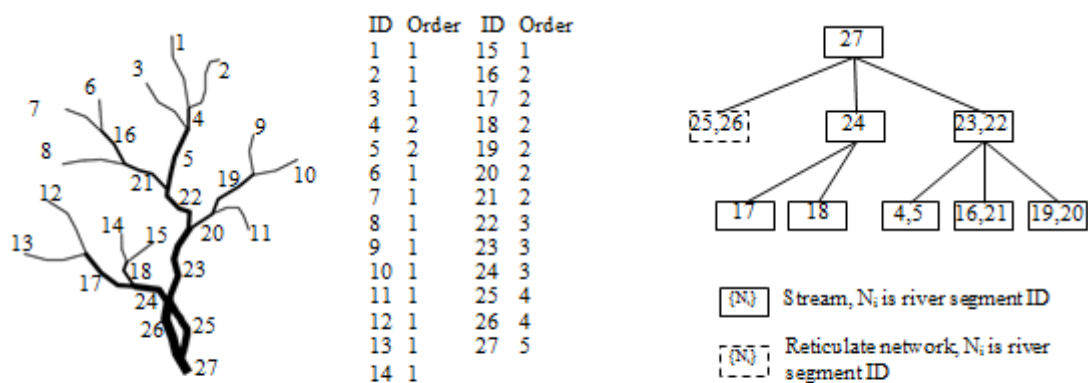 1
2
3
4
5
6
7
8
9
10
11
12
13
14
15
16
17
18
19
20
21
22
23
24
25
26
27
ID Order ID Order
1 1 15 1
2 1 16 2
3 1 17 2
4 2 18 2
5 2 19 2
6 1 20 2
7 1 21 2
8 1 22 3
9 1 23 3
10 1 24 3
11 1 25 4
12 1 26 4
13 1 27 5
14 1
27
25,26 24 23,22
17 18 4,5 16,21 19,20
{Ni} Stream, Ni is river segment ID
{Ni} Reticulate network, Ni is river
segment ID